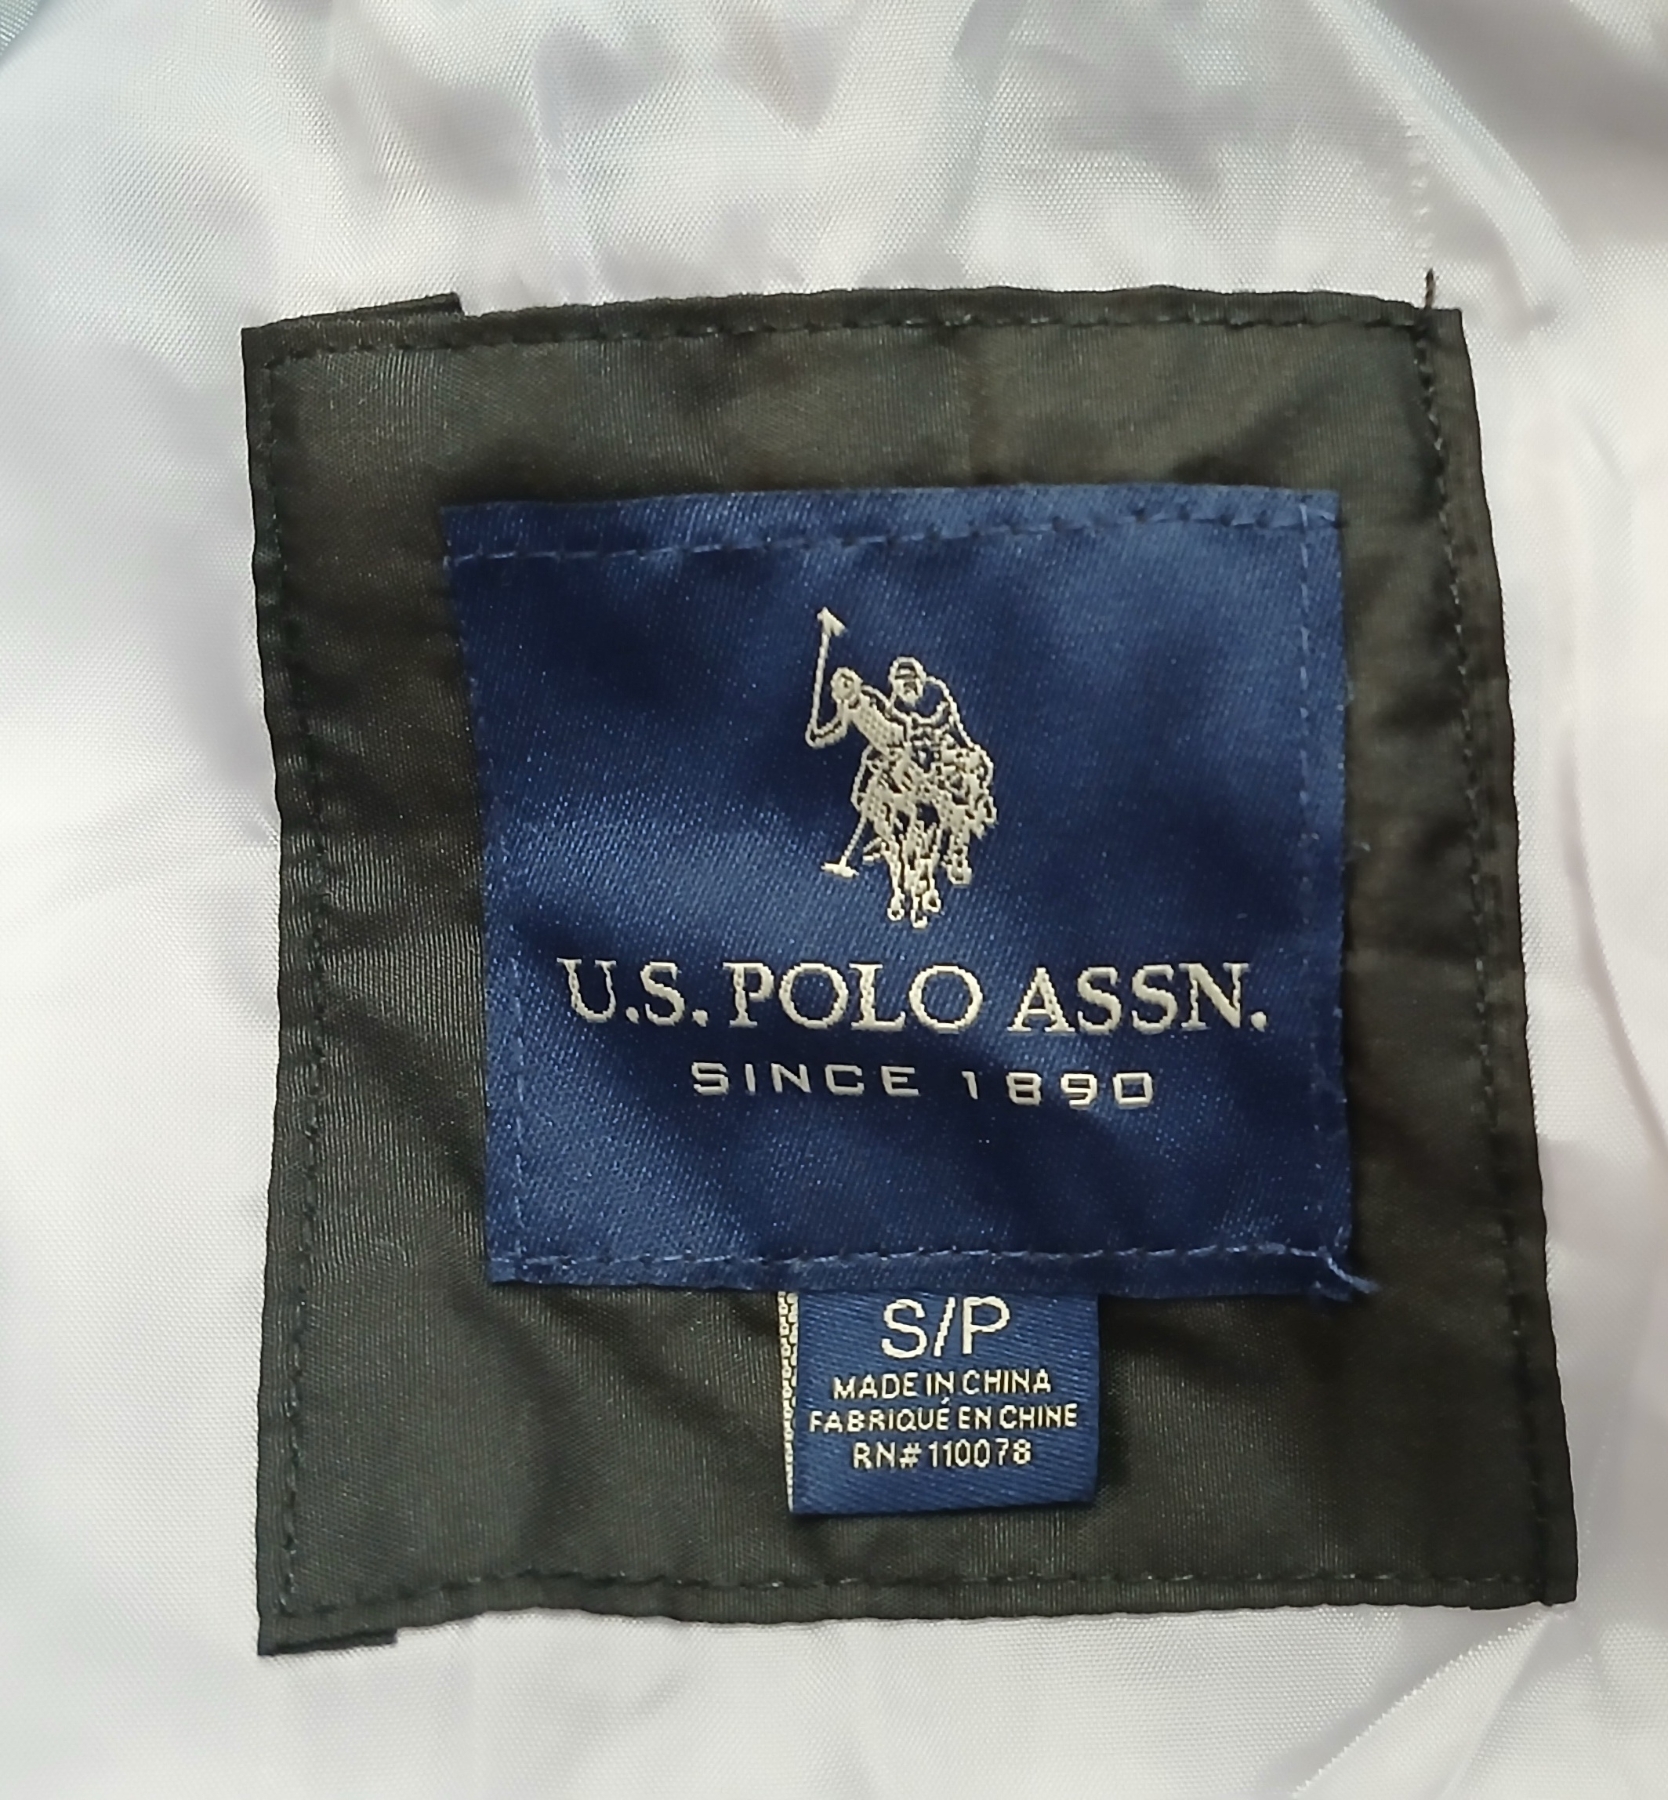 U.S. POLO ASSN.
SINCE 1890
S/P
MADE IN CHINA
FABRIQUÉ EN CHINE
RN# 110078